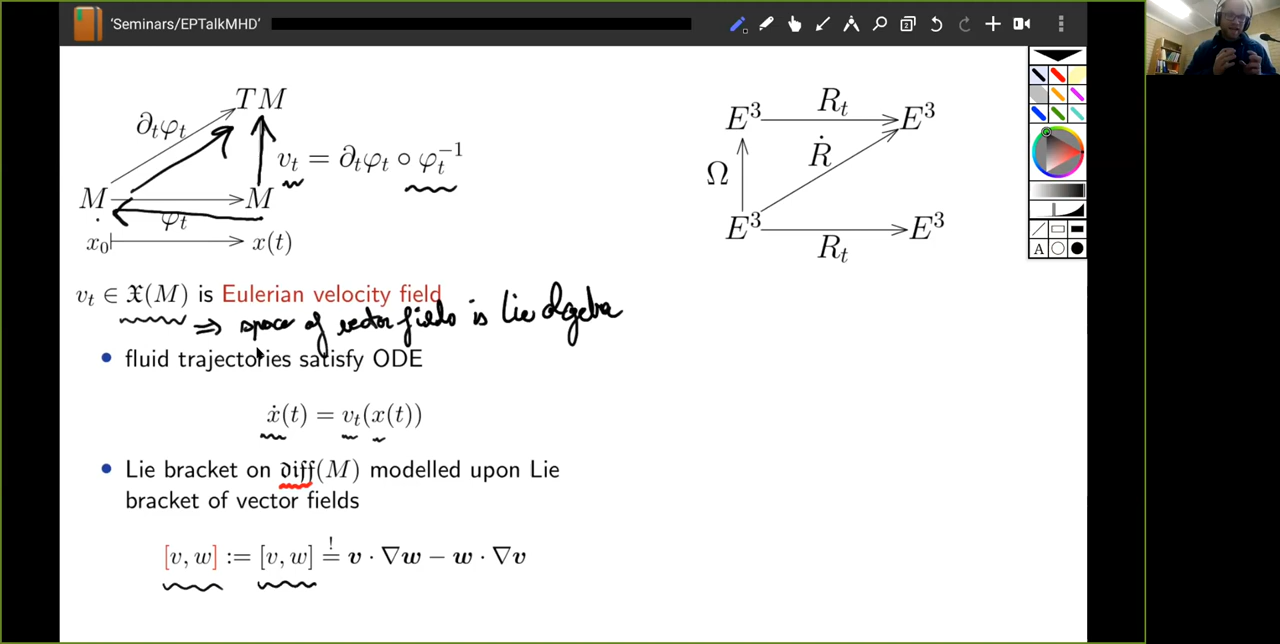 'Seminars/EPTalkMHD'
TM
∂ₜφₜ
vₜ = ∂ₜφₜ ∘ φₜ⁻¹
M M
φₜ
x₀ x(t)
E³ Rₜ E³
Ṙ
Ω
E³ Rₜ E³
vₜ ∈ 𝔛(M) is Eulerian velocity field
⇒ space of vector fields is Lie algebra
• fluid trajectories satisfy ODE
ẋ(t) = vₜ(x(t))
• Lie bracket on 𝔡𝔦𝔣𝔣(M) modelled upon Lie
bracket of vector fields
!
[v, w] := [v, w] = v · ∇w − w · ∇v
A
2